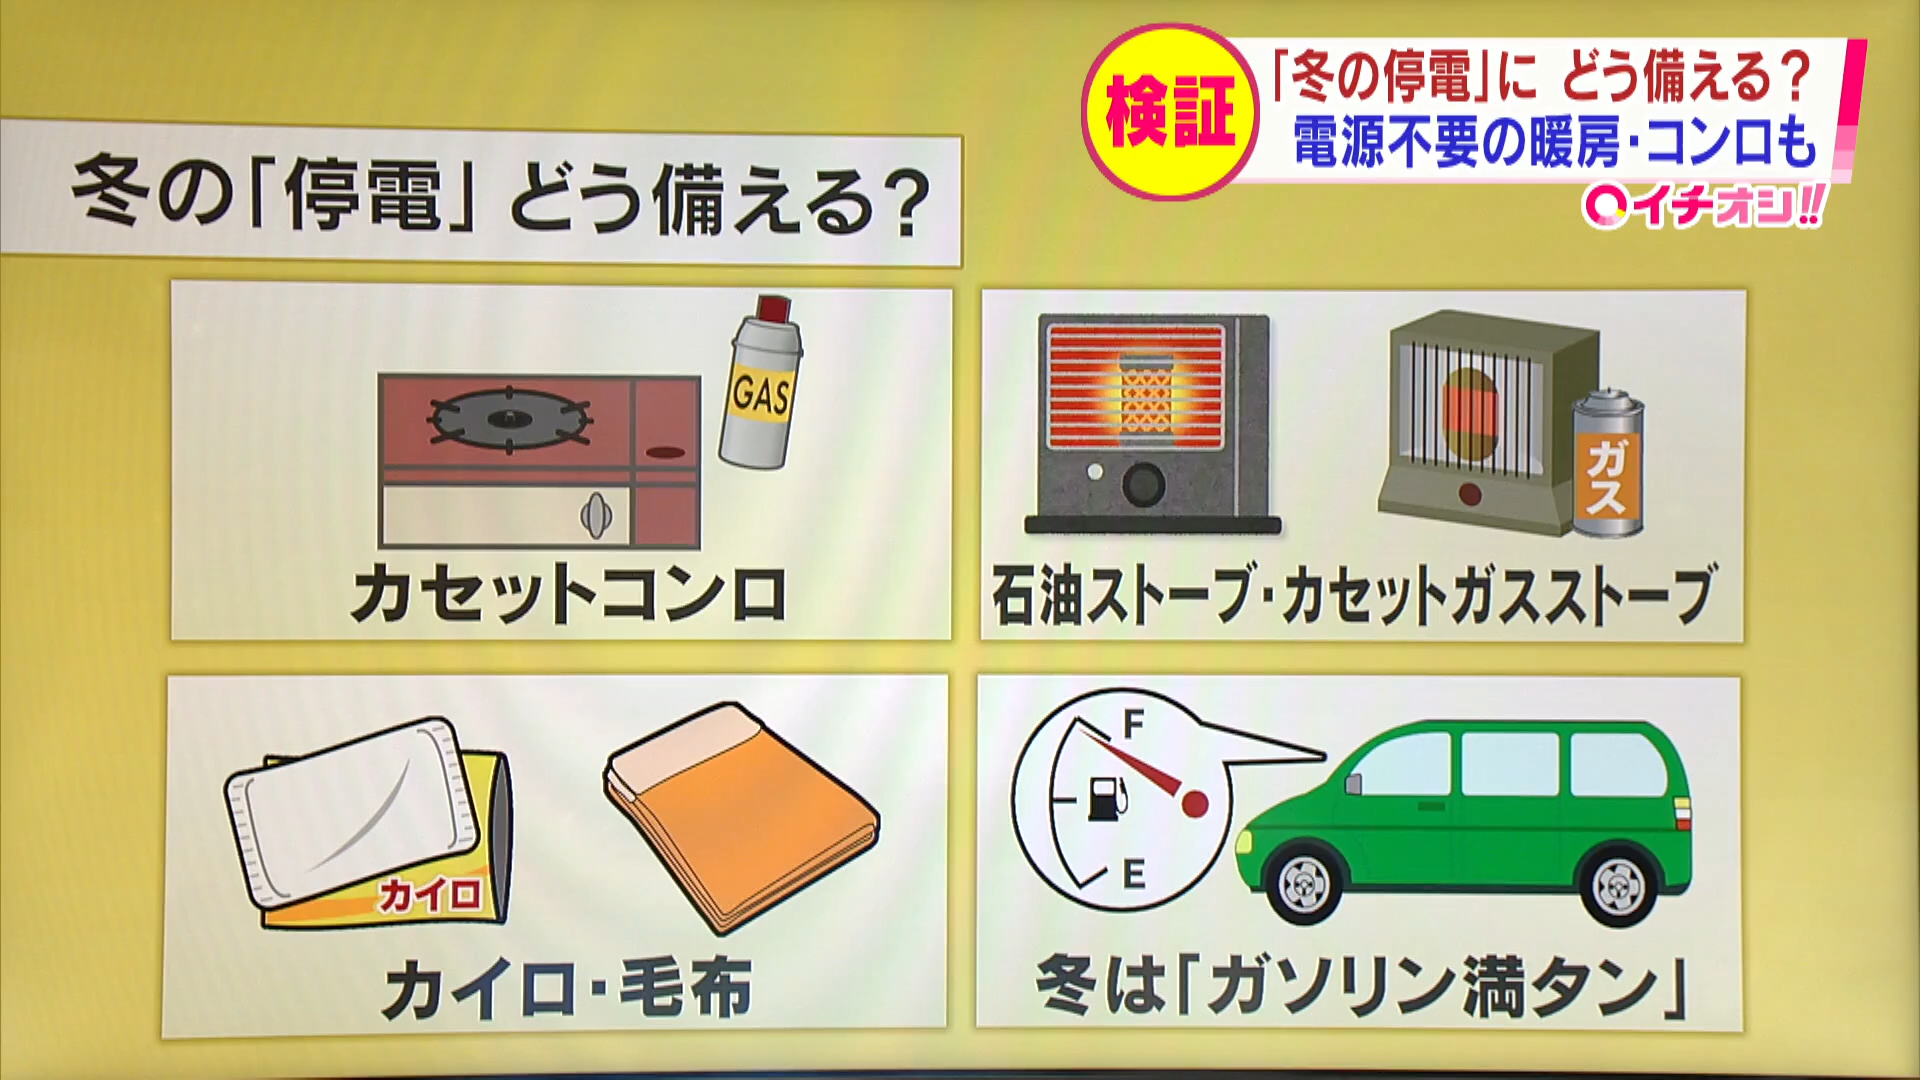 検証
「冬の停電」に どう備える？
電源不要の暖房・コンロも
イチオシ!!
冬の「停電」どう備える？
GAS
カセットコンロ
ガス
石油ストーブ・カセットガスストーブ
カイロ
カイロ・毛布
F
E
冬は「ガソリン満タン」